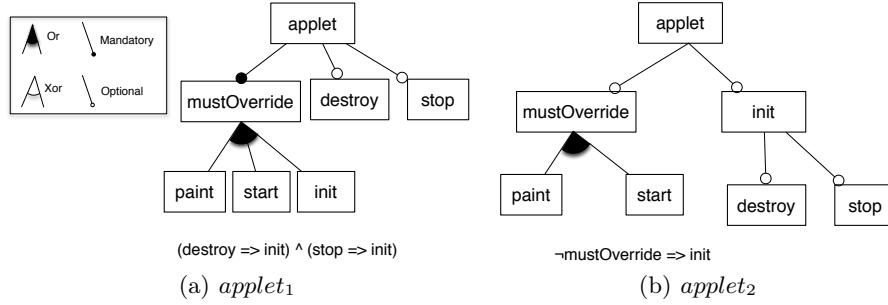 Or
Mandatory
Xor
Optional
applet
mustOverride
destroy
stop
paint
start
init
(destroy => init) ^ (stop => init)
(a) applet1
applet
mustOverride
init
paint
start
destroy
stop
¬mustOverride => init
(b) applet2